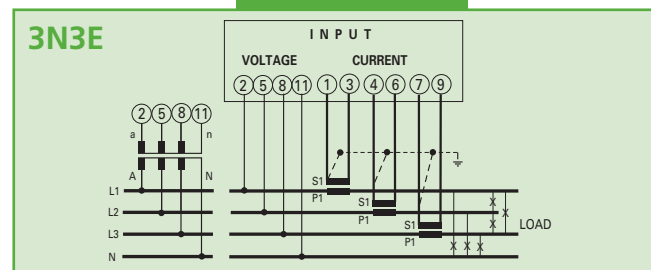 3N3E
INPUT
VOLTAGE CURRENT
2 5 8 11 1 3 4 6 7 9
2 5 8 11
a n
A N
S1
P1
S1
P1
S1
P1
L1
L2
L3
N
LOAD